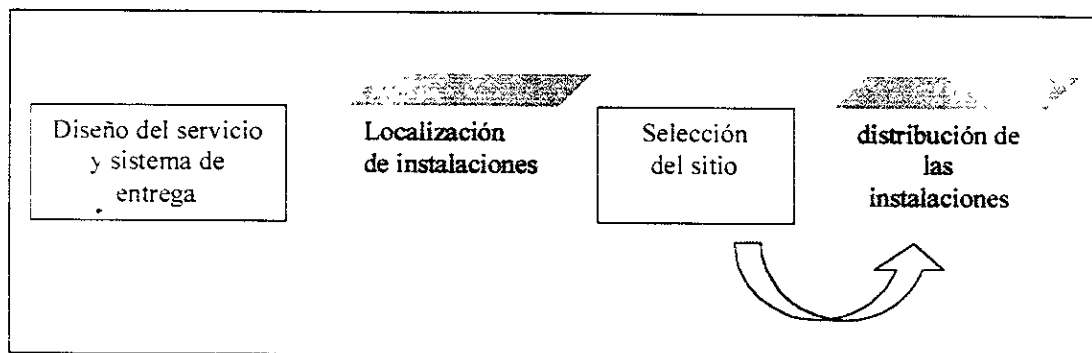 Diseño del servicio
y sistema de
entrega
Localización
de instalaciones
Selección
del sitio
distribución de
las
instalaciones